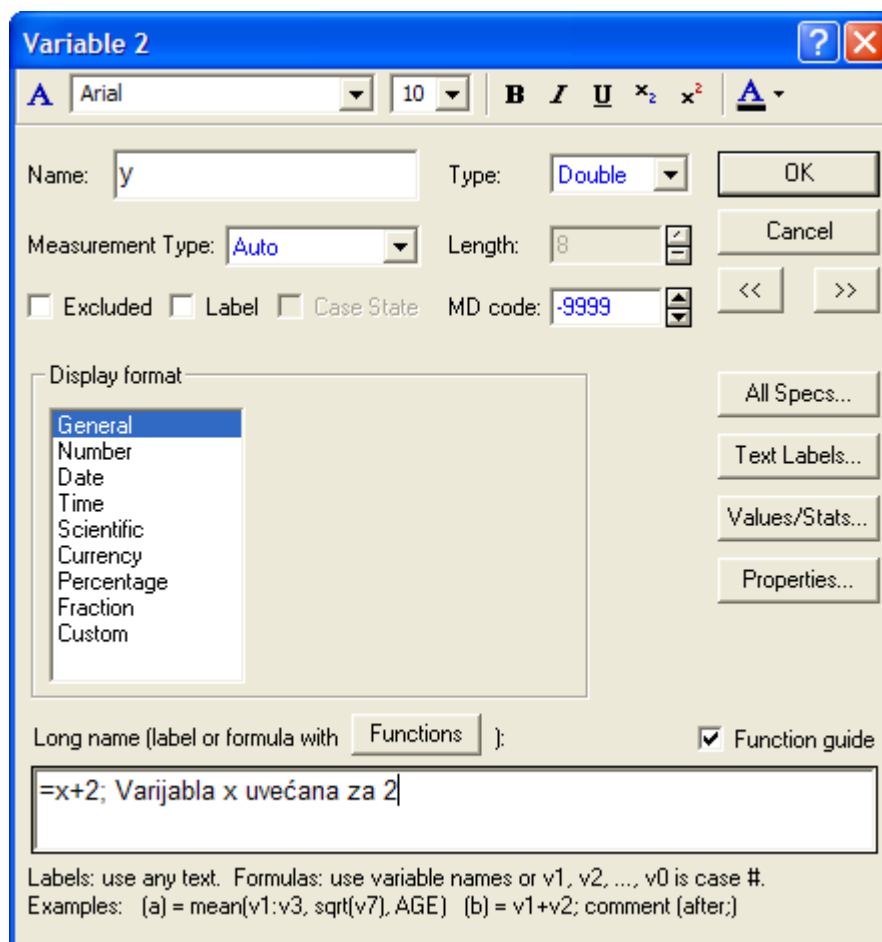 Variable 2
A Arial 10 B I U x₂ x² A
Name: y Type: Double OK
Measurement Type: Auto Length: 8 Cancel
Excluded Label Case State MD code: -9999 << >>
Display format
General
Number
Date
Time
Scientific
Currency
Percentage
Fraction
Custom
All Specs...
Text Labels...
Values/Stats...
Properties...
Long name (label or formula with Functions ): Function guide
=x+2; Varijabla x uvećana za 2
Labels: use any text. Formulas: use variable names or v1, v2, ..., v0 is case #.
Examples: (a) = mean(v1:v3, sqrt(v7), AGE) (b) = v1+v2; comment (after;)